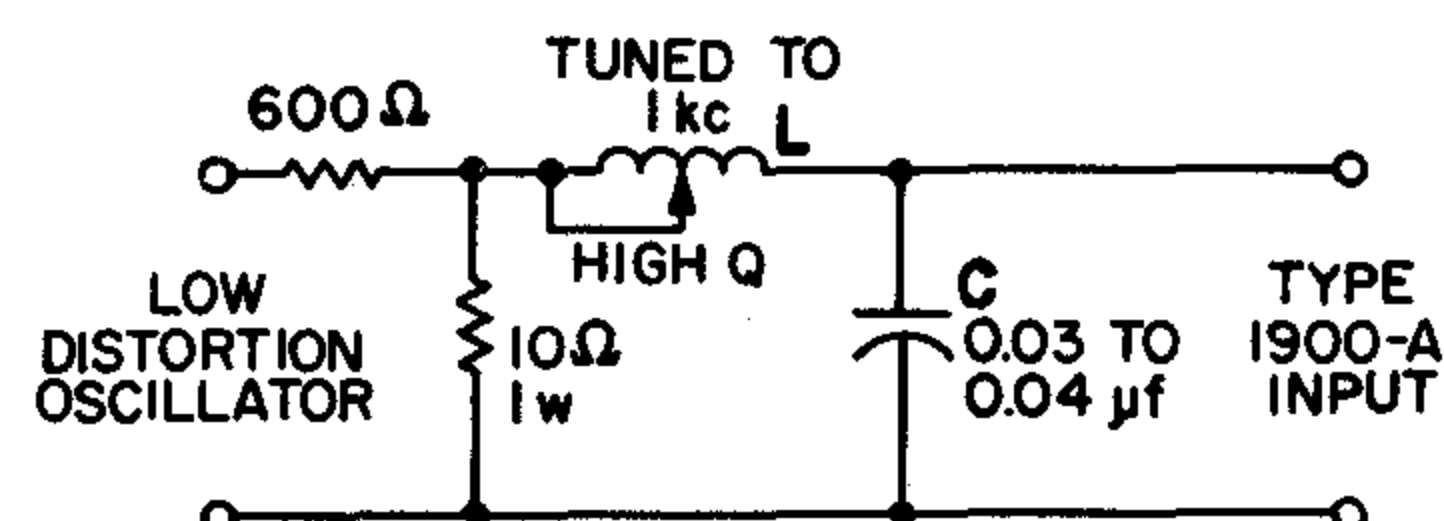 TUNED TO
1 kc
L
600Ω
HIGH Q
LOW
DISTORTION
OSCILLATOR
10Ω
1 w
C
0.03 TO
0.04 µf
TYPE
1900-A
INPUT